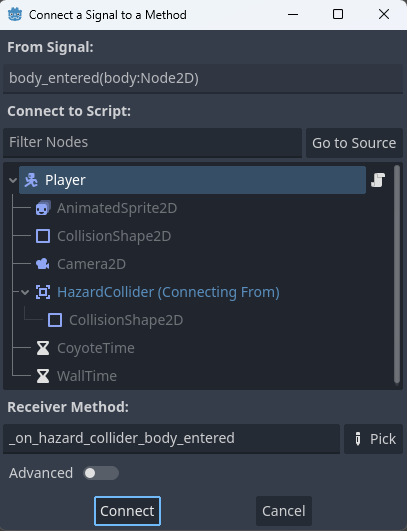 Connect a Signal to a Method
From Signal:
body_entered(body:Node2D)
Connect to Script:
Filter Nodes
Go to Source
Player
AnimatedSprite2D
CollisionShape2D
Camera2D
HazardCollider (Connecting From)
CollisionShape2D
CoyoteTime
WallTime
Receiver Method:
_on_hazard_collider_body_entered
Pick
Advanced
Connect
Cancel